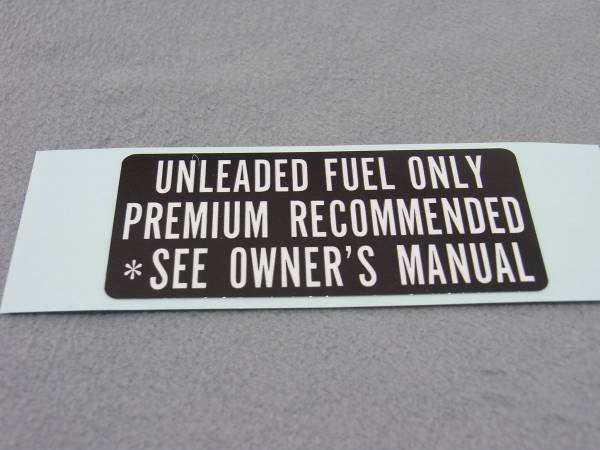 UNLEADED FUEL ONLY
PREMIUM RECOMMENDED
*SEE OWNER'S MANUAL